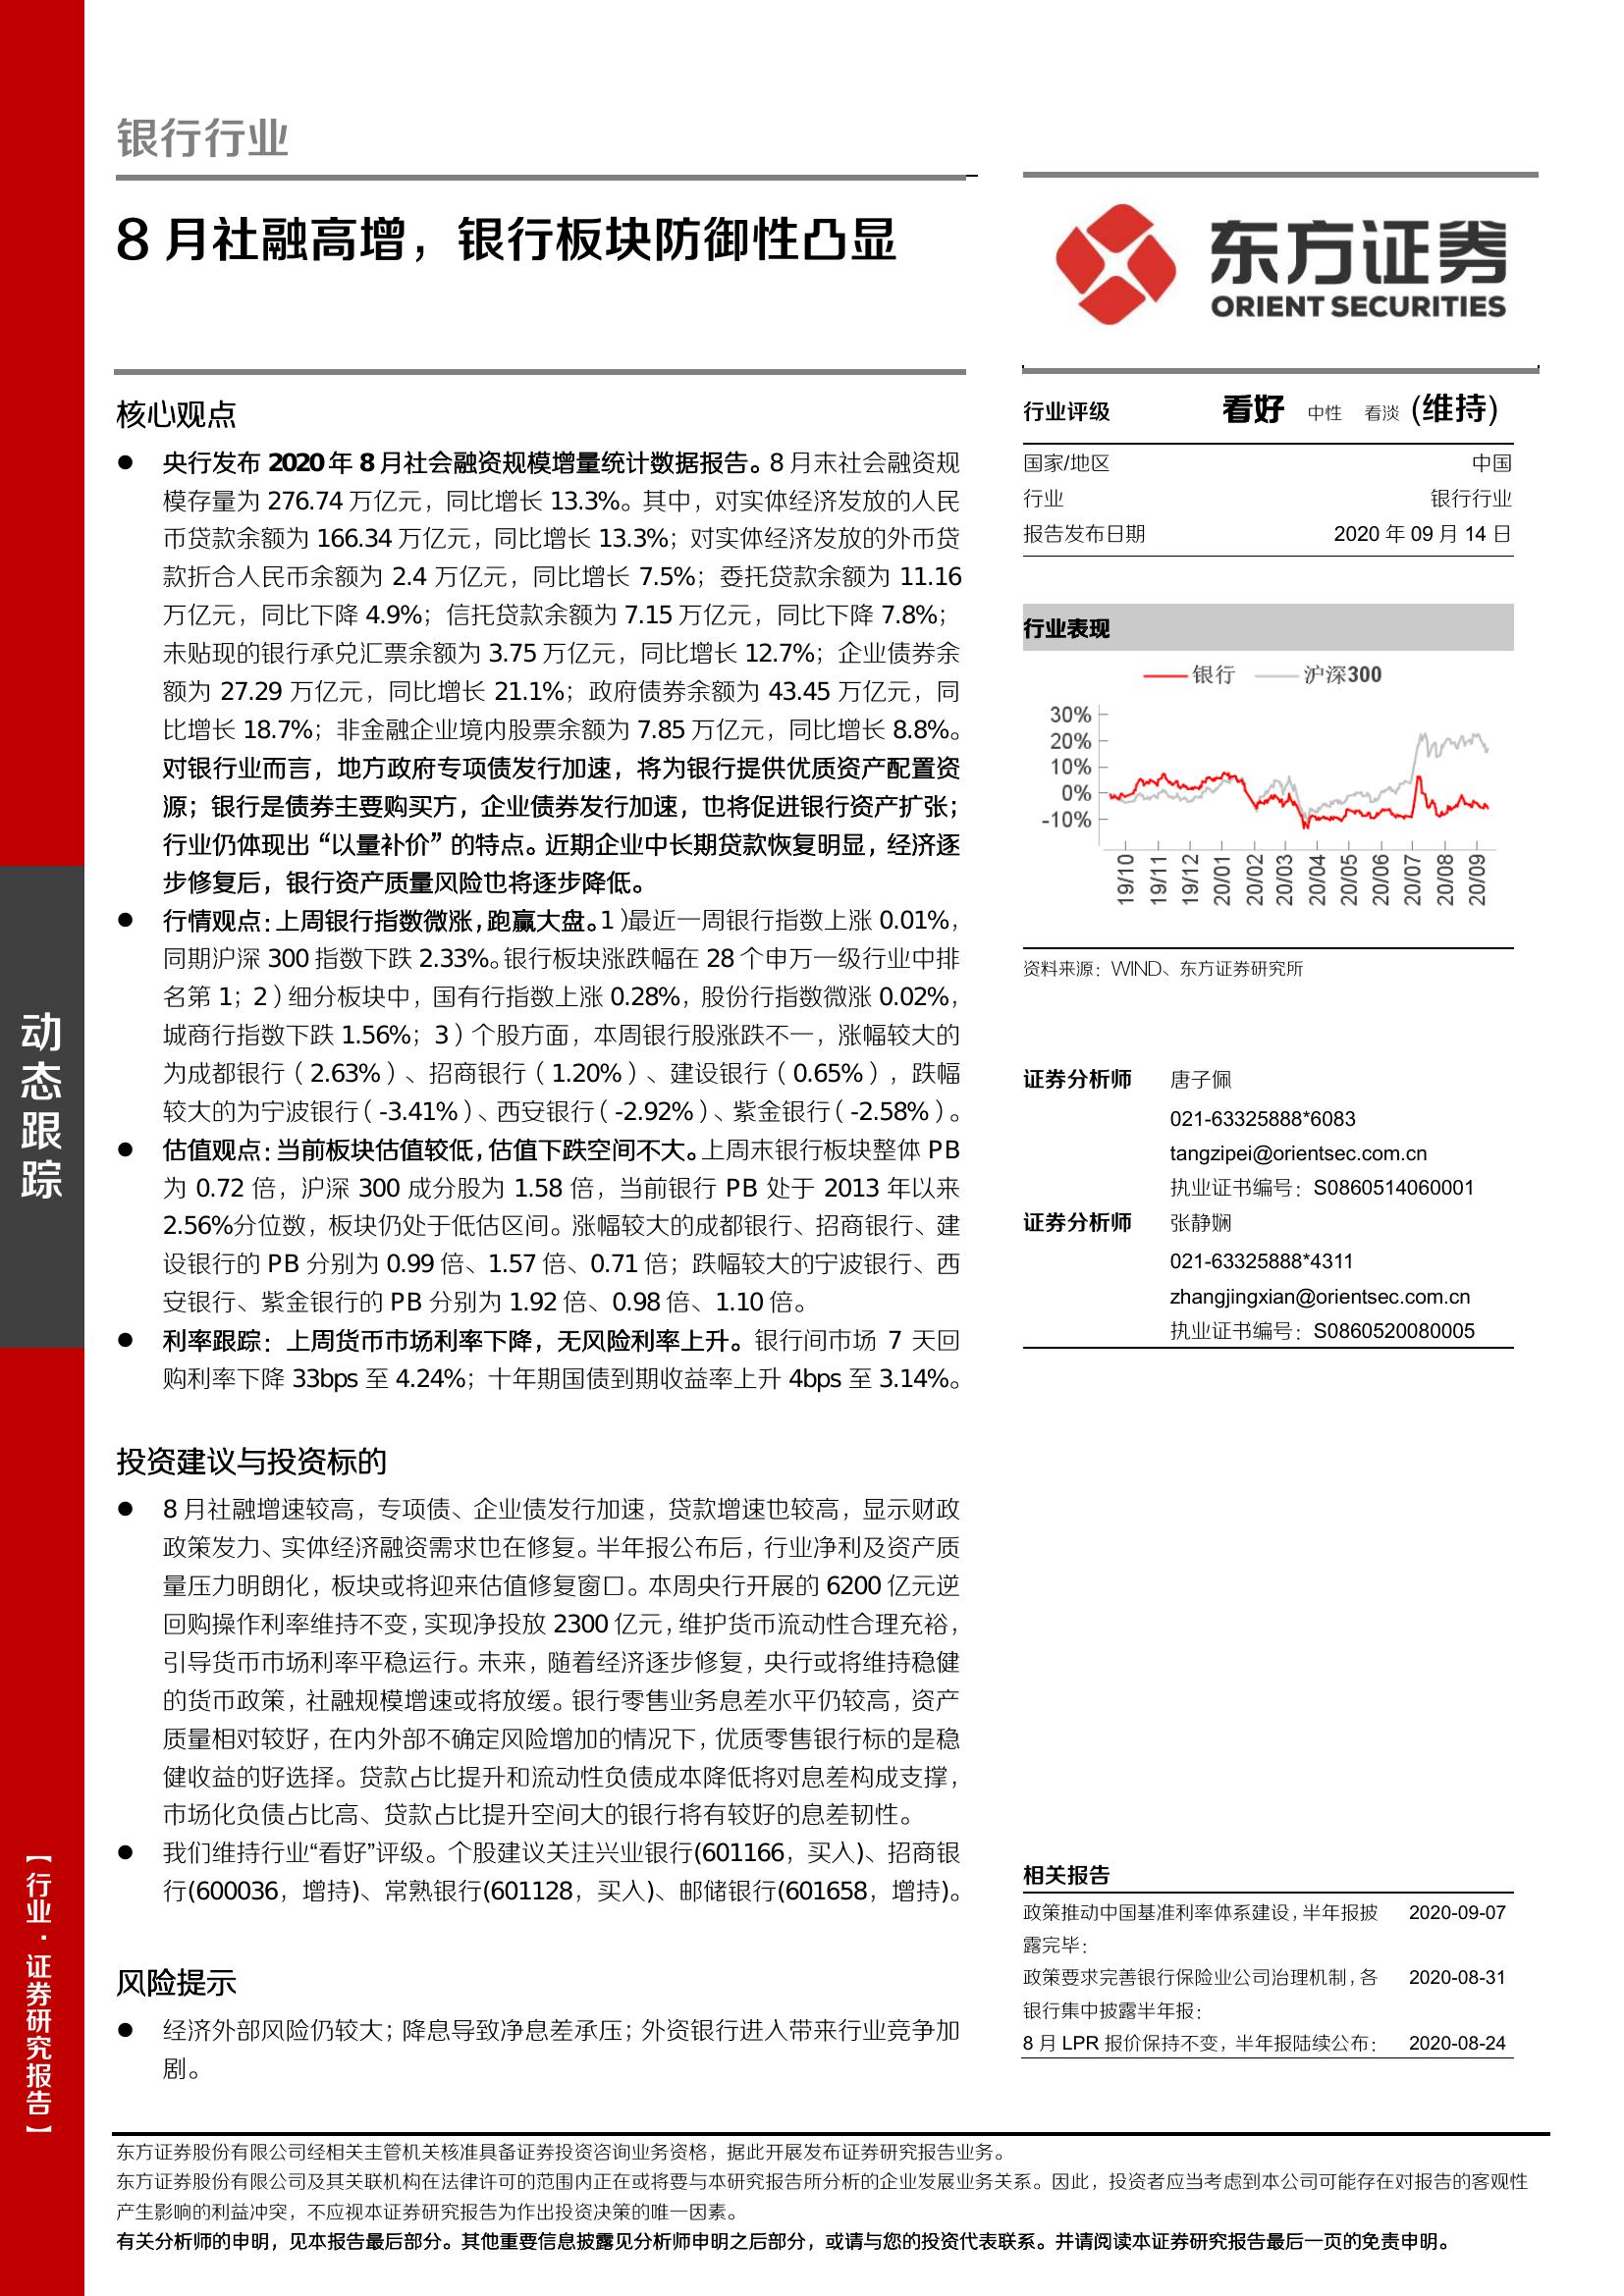 银行行业
8 月社融高增，银行板块防御性凸显
东方证券
ORIENT SECURITIES
核心观点
● 央行发布 2020 年 8 月社会融资规模增量统计数据报告。8 月末社会融资规
模存量为 276.74 万亿元，同比增长 13.3%。其中，对实体经济发放的人民
币贷款余额为 166.34 万亿元，同比增长 13.3%；对实体经济发放的外币贷
款折合人民币余额为 2.4 万亿元，同比增长 7.5%；委托贷款余额为 11.16
万亿元，同比下降 4.9%；信托贷款余额为 7.15 万亿元，同比下降 7.8%；
未贴现的银行承兑汇票余额为 3.75 万亿元，同比增长 12.7%；企业债券余
额为 27.29 万亿元，同比增长 21.1%；政府债券余额为 43.45 万亿元，同
比增长 18.7%；非金融企业境内股票余额为 7.85 万亿元，同比增长 8.8%。
对银行业而言，地方政府专项债发行加速，将为银行提供优质资产配置资
源；银行是债券主要购买方，企业债券发行加速，也将促进银行资产扩张；
行业仍体现出“以量补价”的特点。近期企业中长期贷款恢复明显，经济逐
步修复后，银行资产质量风险也将逐步降低。
● 行情观点：上周银行指数微涨，跑赢大盘。1）最近一周银行指数上涨 0.01%，
同期沪深 300 指数下跌 2.33%。银行板块涨跌幅在 28 个申万一级行业中排
名第 1；2）细分板块中，国有行指数上涨 0.28%，股份行指数微涨 0.02%，
城商行指数下跌 1.56%；3）个股方面，本周银行股涨跌不一，涨幅较大的
为成都银行（2.63%）、招商银行（1.20%）、建设银行（0.65%），跌幅
较大的为宁波银行（-3.41%）、西安银行（-2.92%）、紫金银行（-2.58%）。
● 估值观点：当前板块估值较低，估值下跌空间不大。上周末银行板块整体 PB
为 0.72 倍，沪深 300 成分股为 1.58 倍，当前银行 PB 处于 2013 年以来
2.56%分位数，板块仍处于低估区间。涨幅较大的成都银行、招商银行、建
设银行的 PB 分别为 0.99 倍、1.57 倍、0.71 倍；跌幅较大的宁波银行、西
安银行、紫金银行的 PB 分别为 1.92 倍、0.98 倍、1.10 倍。
● 利率跟踪：上周货币市场利率下降，无风险利率上升。银行间市场 7 天回
购利率下降 33bps 至 4.24%；十年期国债到期收益率上升 4bps 至 3.14%。
投资建议与投资标的
● 8 月社融增速较高，专项债、企业债发行加速，贷款增速也较高，显示财政
政策发力、实体经济融资需求也在修复。半年报公布后，行业净利及资产质
量压力明朗化，板块或将迎来估值修复窗口。本周央行开展的 6200 亿元逆
回购操作利率维持不变，实现净投放 2300 亿元，维护货币流动性合理充裕，
引导货币市场利率平稳运行。未来，随着经济逐步修复，央行或将维持稳健
的货币政策，社融规模增速或将放缓。银行零售业务息差水平仍较高，资产
质量相对较好，在内外部不确定风险增加的情况下，优质零售银行标的是稳
健收益的好选择。贷款占比提升和流动性负债成本降低将对息差构成支撑，
市场化负债占比高、贷款占比提升空间大的银行将有较好的息差韧性。
● 我们维持行业“看好”评级。个股建议关注兴业银行(601166，买入)、招商银
行(600036，增持)、常熟银行(601128，买入)、邮储银行(601658，增持)。
风险提示
● 经济外部风险仍较大；降息导致净息差承压；外资银行进入带来行业竞争加
剧。
行业评级 看好 中性 看淡 (维持)
国家/地区 中国
行业 银行行业
报告发布日期 2020 年 09 月 14 日
行业表现
银行 沪深300
30%
20%
10%
0%
-10%
19/10 19/11 19/12 20/01 20/02 20/03 20/04 20/05 20/06 20/07 20/08 20/09
资料来源：WIND、东方证券研究所
证券分析师 唐子佩
021-63325888*6083
tangzipei@orientsec.com.cn
执业证书编号：S0860514060001
证券分析师 张静娴
021-63325888*4311
zhangjingxian@orientsec.com.cn
执业证书编号：S0860520080005
相关报告
政策推动中国基准利率体系建设，半年报披 2020-09-07
露完毕：
政策要求完善银行保险业公司治理机制，各 2020-08-31
银行集中披露半年报：
8 月 LPR 报价保持不变，半年报陆续公布： 2020-08-24
动态跟踪
【行业·证券研究报告】
东方证券股份有限公司经相关主管机关核准具备证券投资咨询业务资格，据此开展发布证券研究报告业务。
东方证券股份有限公司及其关联机构在法律许可的范围内正在或将要与本研究报告所分析的企业发展业务关系。因此，投资者应当考虑到本公司可能存在对报告的客观性
产生影响的利益冲突，不应视本证券研究报告为作出投资决策的唯一因素。
有关分析师的申明，见本报告最后部分。其他重要信息披露见分析师申明之后部分，或请与您的投资代表联系。并请阅读本证券研究报告最后一页的免责申明。